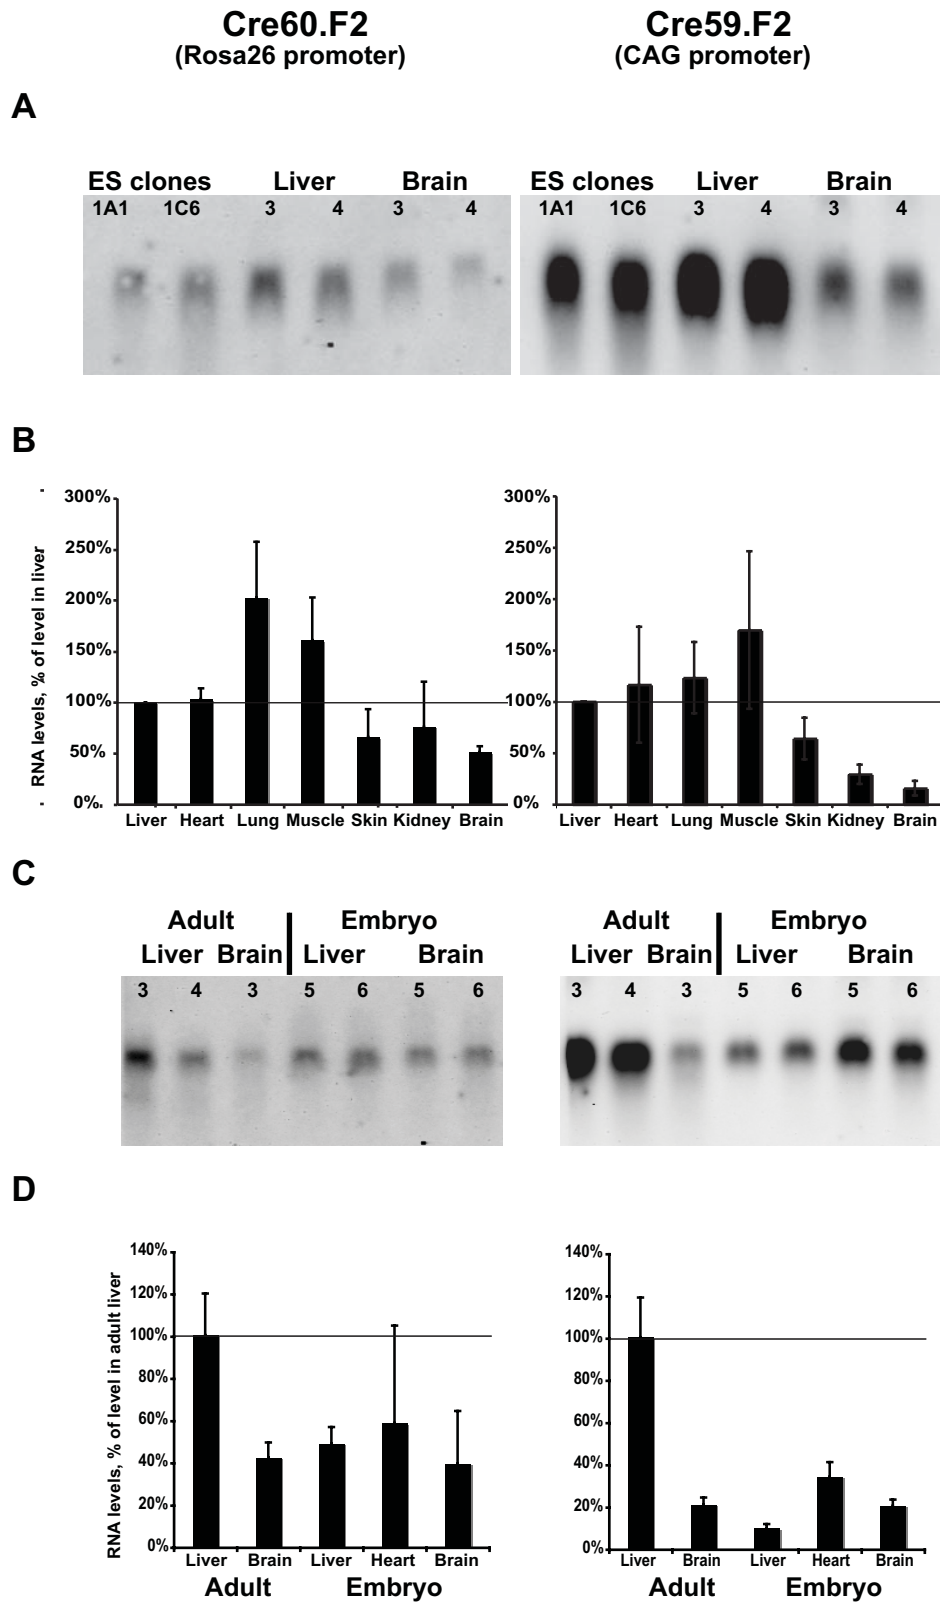 Cre60.F2 Cre59.F2
(Rosa26 promoter) (CAG promoter)
A
ES clones Liver Brain ES clones Liver Brain
1A1 1C6 3 4 3 4 1A1 1C6 3 4 3 4
B
RNA levels, % of level in liver
300% 300%
250% 250%
200% 200%
150% 150%
100% 100%
50% 50%
0% 0%
Liver Heart Lung Muscle Skin Kidney Brain Liver Heart Lung Muscle Skin Kidney Brain
C
Adult Embryo Adult Embryo
Liver Brain Liver Brain Liver Brain Liver Brain
3 4 3 5 6 5 6 3 4 3 5 6 5 6
D
RNA levels, % of level in adult liver
140% 140%
120% 120%
100% 100%
80% 80%
60% 60%
40% 40%
20% 20%
0% 0%
Liver Brain Liver Heart Brain Liver Brain Liver Heart Brain
Adult Embryo Adult Embryo